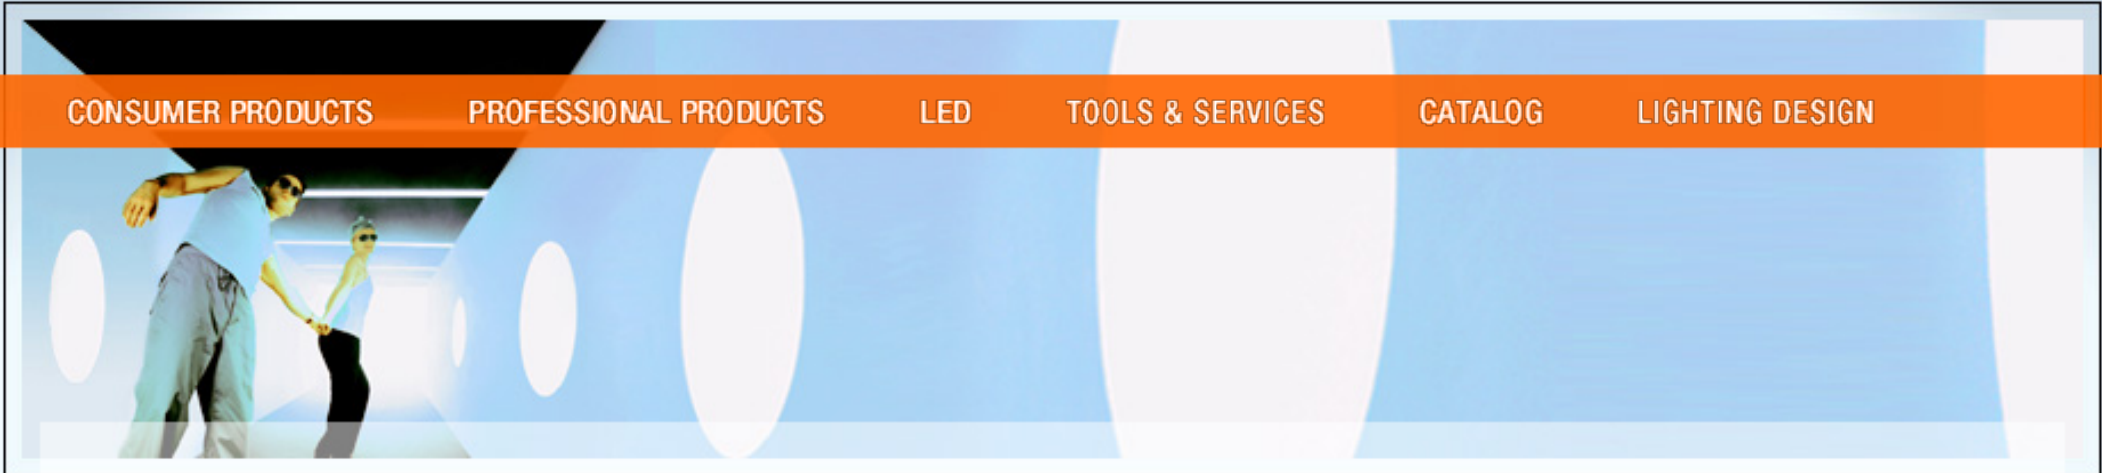 CONSUMER PRODUCTS PROFESSIONAL PRODUCTS LED TOOLS & SERVICES CATALOG LIGHTING DESIGN